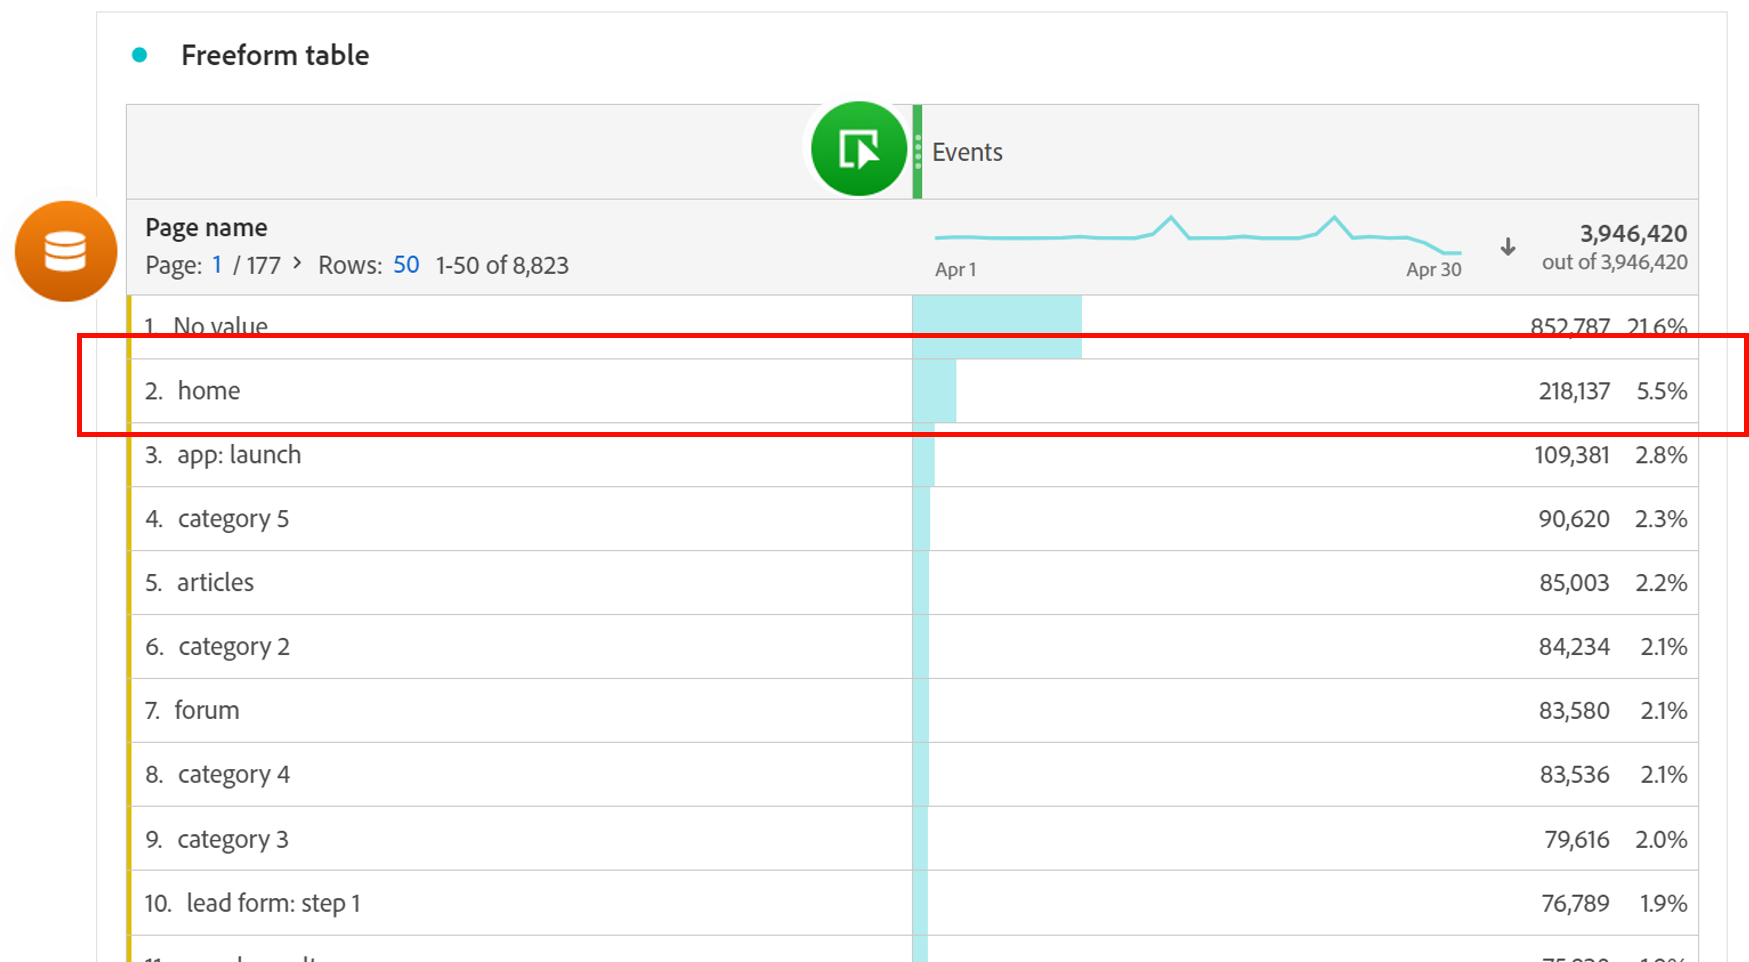 Freeform table
Events
Page name
Page: 1 / 177 > Rows: 50 1-50 of 8,823
Apr 1
Apr 30
3,946,420
out of 3,946,420
1. No value 852,787 21.6%
2. home 218,137 5.5%
3. app: launch 109,381 2.8%
4. category 5 90,620 2.3%
5. articles 85,003 2.2%
6. category 2 84,234 2.1%
7. forum 83,580 2.1%
8. category 4 83,536 2.1%
9. category 3 79,616 2.0%
10. lead form: step 1 76,789 1.9%
11.